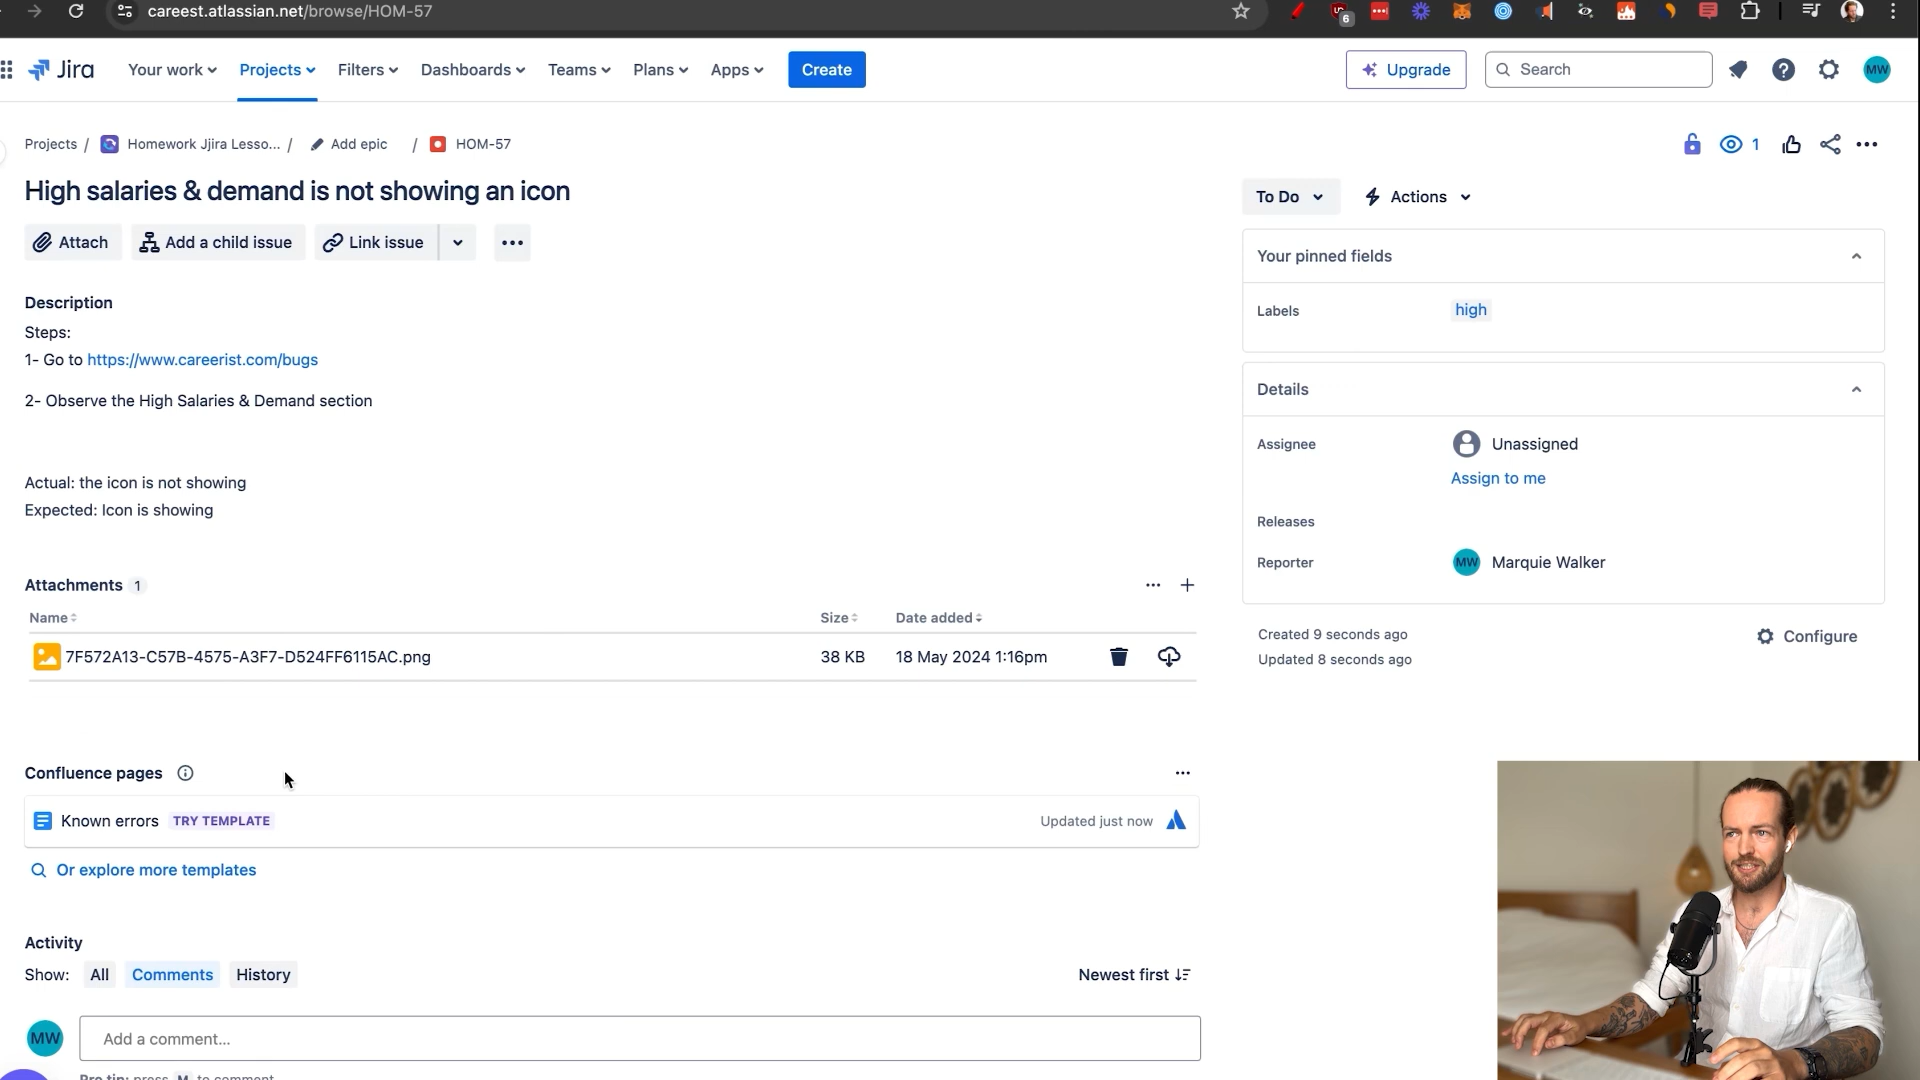 careest.atlassian.net/browse/HOM-57
6
Jira
Your work
Projects
Filters
Dashboards
Teams
Plans
Apps
Create
Upgrade
Search
MW
Projects / Homework Jjira Lesso... / Add epic / HOM-57
1
High salaries & demand is not showing an icon
To Do
Actions
Attach
Add a child issue
Link issue
Your pinned fields
Labels
high
Description
Steps:
1- Go to https://www.careerist.com/bugs
2- Observe the High Salaries & Demand section
Actual: the icon is not showing
Expected: Icon is showing
Details
Assignee
Unassigned
Assign to me
Releases
Reporter
MW
Marquie Walker
Created 9 seconds ago
Updated 8 seconds ago
Configure
Attachments 1
Name
Size
Date added
7F572A13-C57B-4575-A3F7-D524FF6115AC.png
38 KB
18 May 2024 1:16pm
Confluence pages
Known errors
TRY TEMPLATE
Updated just now
Or explore more templates
Activity
Show:
All
Comments
History
Newest first
MW
Add a comment...
Pro tip: press M to comment